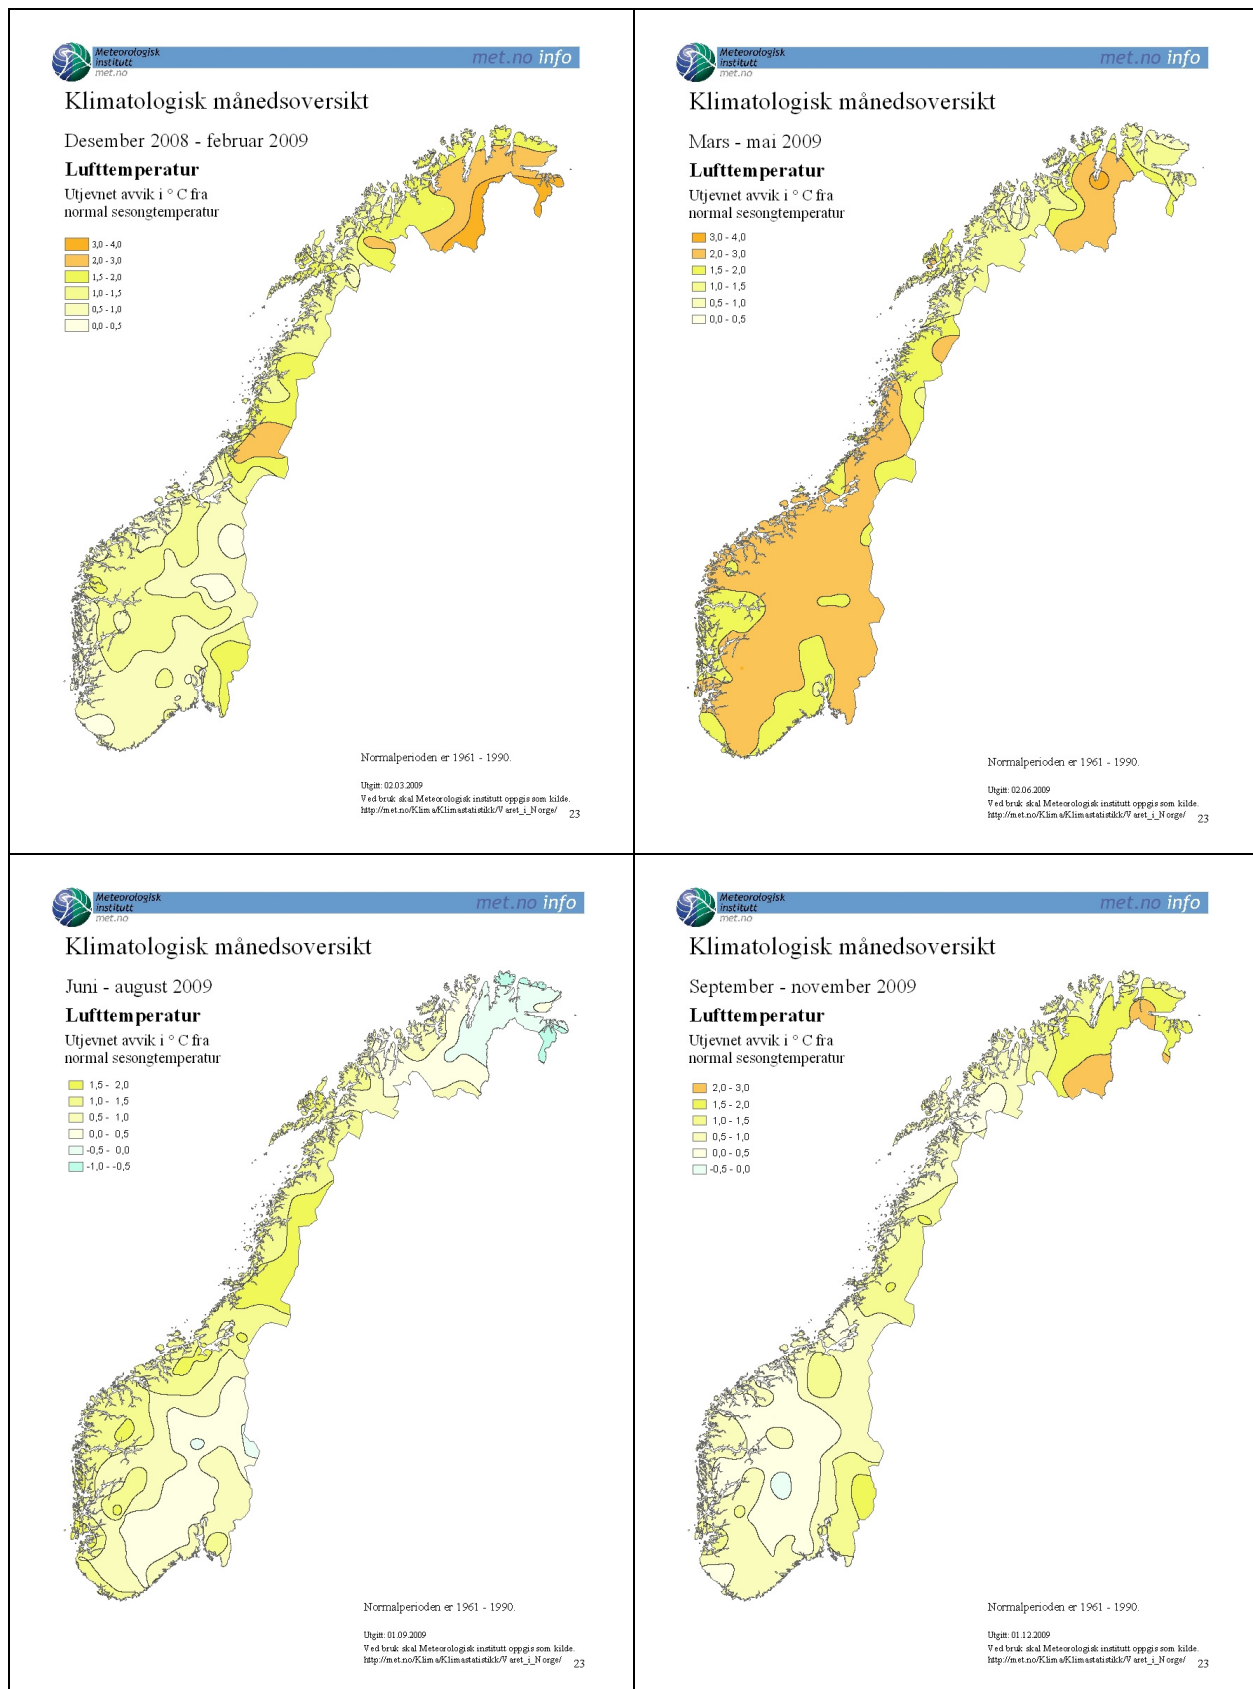 Meteorologisk
institutt
met.no
met.no info
Klimatologisk månedsoversikt
Desember 2008 - februar 2009
Lufttemperatur
Utjevnet avvik i ° C fra
normal sesongtemperatur
3,0 - 4,0
2,0 - 3,0
1,5 - 2,0
1,0 - 1,5
0,5 - 1,0
0,0 - 0,5
Normalperioden er 1961 - 1990.
Utgitt: 02.03.2009
Ved bruk skal Meteorologisk institutt oppgis som kilde.
http://met.no/Klima/Klimastatistikk/Varet_i_Norge/
23
Meteorologisk
institutt
met.no
met.no info
Klimatologisk månedsoversikt
Mars - mai 2009
Lufttemperatur
Utjevnet avvik i ° C fra
normal sesongtemperatur
3,0 - 4,0
2,0 - 3,0
1,5 - 2,0
1,0 - 1,5
0,5 - 1,0
0,0 - 0,5
Normalperioden er 1961 - 1990.
Utgitt: 02.06.2009
Ved bruk skal Meteorologisk institutt oppgis som kilde.
http://met.no/Klima/Klimastatistikk/Varet_i_Norge/
23
Meteorologisk
institutt
met.no
met.no info
Klimatologisk månedsoversikt
Juni - august 2009
Lufttemperatur
Utjevnet avvik i ° C fra
normal sesongtemperatur
1,5 - 2,0
1,0 - 1,5
0,5 - 1,0
0,0 - 0,5
-0,5 - 0,0
-1,0 - -0,5
Normalperioden er 1961 - 1990.
Utgitt: 01.09.2009
Ved bruk skal Meteorologisk institutt oppgis som kilde.
http://met.no/Klima/Klimastatistikk/Varet_i_Norge/
23
Meteorologisk
institutt
met.no
met.no info
Klimatologisk månedsoversikt
September - november 2009
Lufttemperatur
Utjevnet avvik i ° C fra
normal sesongtemperatur
2,0 - 3,0
1,5 - 2,0
1,0 - 1,5
0,5 - 1,0
0,0 - 0,5
-0,5 - 0,0
Normalperioden er 1961 - 1990.
Utgitt: 01.12.2009
Ved bruk skal Meteorologisk institutt oppgis som kilde.
http://met.no/Klima/Klimastatistikk/Varet_i_Norge/
23